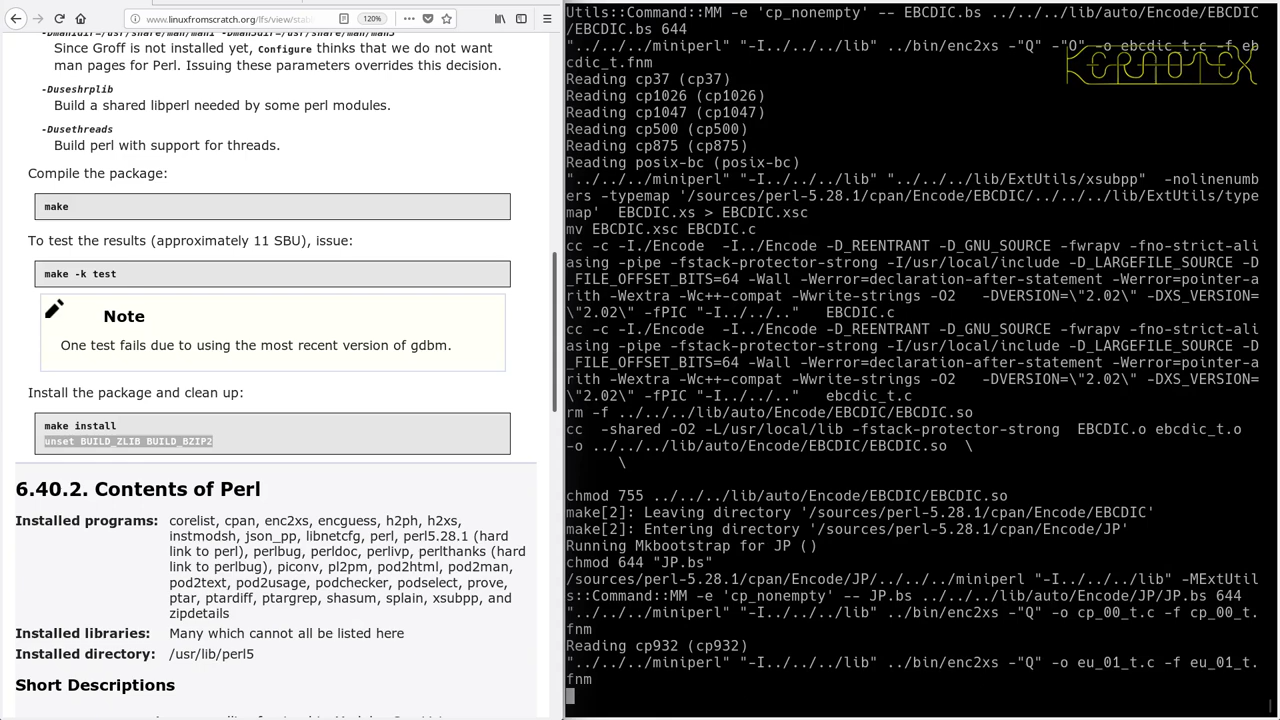 www.linuxfromscratch.org/lfs/view/stab
120%
Since Groff is not installed yet, Configure thinks that we do not want
man pages for Perl. Issuing these parameters overrides this decision.
-Duseshrplib
Build a shared libperl needed by some perl modules.
-Dusethreads
Build perl with support for threads.
Compile the package:
make
To test the results (approximately 11 SBU), issue:
make -k test
Note
One test fails due to using the most recent version of gdbm.
Install the package and clean up:
make install
unset BUILD_ZLIB BUILD_BZIP2
6.40.2. Contents of Perl
Installed programs: corelist, cpan, enc2xs, encguess, h2ph, h2xs,
instmodsh, json_pp, libnetcfg, perl, perl5.28.1 (hard
link to perl), perlbug, perldoc, perlivp, perlthanks (hard
link to perlbug), piconv, pl2pm, pod2html, pod2man,
pod2text, pod2usage, podchecker, podselect, prove,
ptar, ptardiff, ptargrep, shasum, splain, xsubpp, and
zipdetails
Installed libraries: Many which cannot all be listed here
Installed directory: /usr/lib/perl5
Short Descriptions
Utils::Command::MM -e 'cp_nonempty' -- EBCDIC.bs ../../../lib/auto/Encode/EBCDIC
/EBCDIC.bs 644
"../../../miniperl" "-I../../../lib" ../bin/enc2xs -"Q" -"O" -o ebcdic_t.c -f eb
cdic_t.fnm
KERNOTEX
Reading cp37 (cp37)
Reading cp1026 (cp1026)
Reading cp1047 (cp1047)
Reading cp500 (cp500)
Reading cp875 (cp875)
Reading posix-bc (posix-bc)
"../../../miniperl" "-I../../../lib" "../../../lib/ExtUtils/xsubpp"  -nolinenumb
ers -typemap '/sources/perl-5.28.1/cpan/Encode/EBCDIC/../../../lib/ExtUtils/type
map'  EBCDIC.xs > EBCDIC.xsc
mv EBCDIC.xsc EBCDIC.c
cc -c -I./Encode  -I../Encode -D_REENTRANT -D_GNU_SOURCE -fwrapv -fno-strict-ali
asing -pipe -fstack-protector-strong -I/usr/local/include -D_LARGEFILE_SOURCE -D
_FILE_OFFSET_BITS=64 -Wall -Werror=declaration-after-statement -Werror=pointer-a
rith -Wextra -Wc++-compat -Wwrite-strings -O2   -DVERSION=\"2.02\" -DXS_VERSION=
\"2.02\" -fPIC "-I../../.."   EBCDIC.c
cc -c -I./Encode  -I../Encode -D_REENTRANT -D_GNU_SOURCE -fwrapv -fno-strict-ali
asing -pipe -fstack-protector-strong -I/usr/local/include -D_LARGEFILE_SOURCE -D
_FILE_OFFSET_BITS=64 -Wall -Werror=declaration-after-statement -Werror=pointer-a
rith -Wextra -Wc++-compat -Wwrite-strings -O2   -DVERSION=\"2.02\" -DXS_VERSION=
\"2.02\" -fPIC "-I../../.."   ebcdic_t.c
rm -f ../../../lib/auto/Encode/EBCDIC/EBCDIC.so
cc  -shared -O2 -L/usr/local/lib -fstack-protector-strong  EBCDIC.o ebcdic_t.o
-o ../../../lib/auto/Encode/EBCDIC/EBCDIC.so  \
\
chmod 755 ../../../lib/auto/Encode/EBCDIC/EBCDIC.so
make[2]: Leaving directory '/sources/perl-5.28.1/cpan/Encode/EBCDIC'
make[2]: Entering directory '/sources/perl-5.28.1/cpan/Encode/JP'
Running Mkbootstrap for JP ()
chmod 644 "JP.bs"
/sources/perl-5.28.1/cpan/Encode/JP/../../../miniperl "-I../../../lib" -MExtUtil
s::Command::MM -e 'cp_nonempty' -- JP.bs ../../../lib/auto/Encode/JP/JP.bs 644
"../../../miniperl" "-I../../../lib" ../bin/enc2xs -"Q" -o cp_00_t.c -f cp_00_t.
fnm
Reading cp932 (cp932)
"../../../miniperl" "-I../../../lib" ../bin/enc2xs -"Q" -o eu_01_t.c -f eu_01_t.
fnm